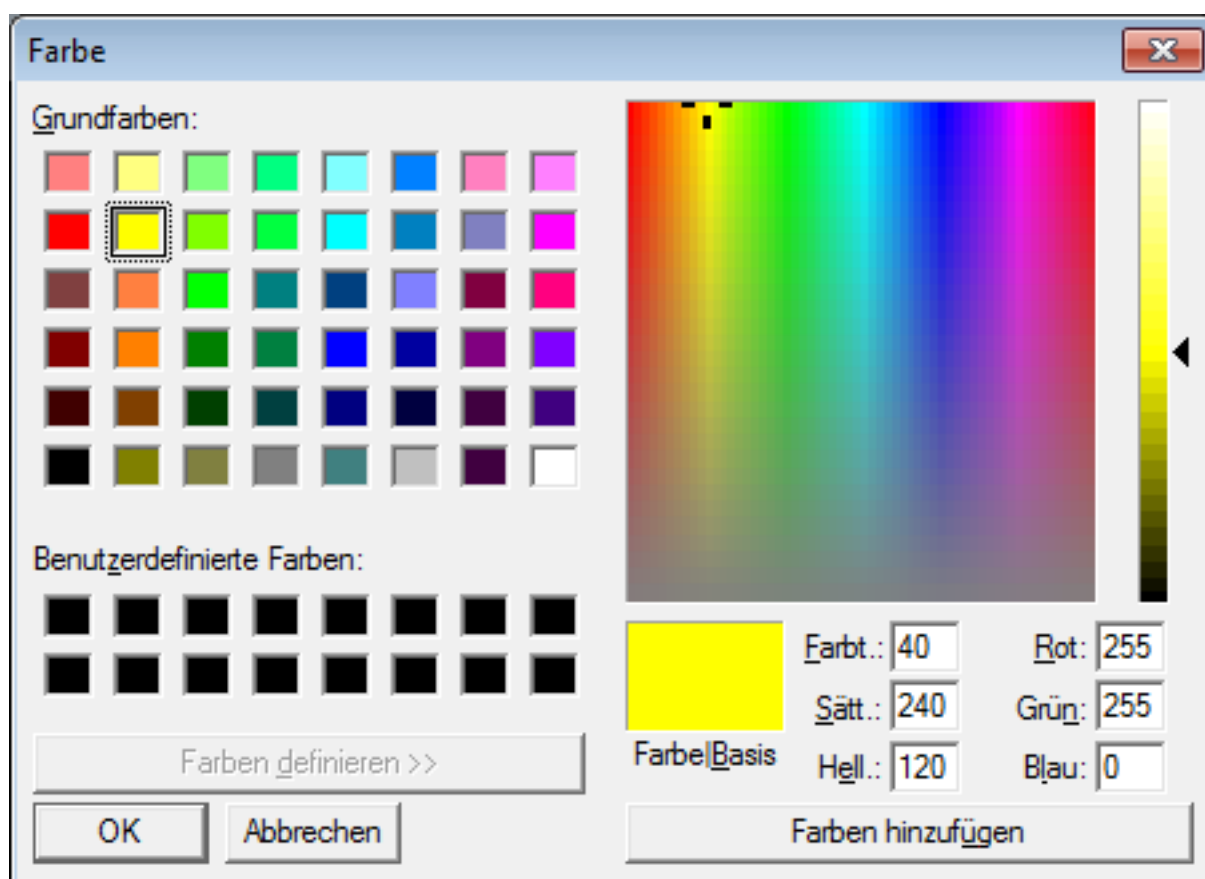 Farbe
Grundfarben:
Benutzerdefinierte Farben:
Farben definieren >>
OK
Abbrechen
Farbe|Basis
Farbt.: 40
Sätt.: 240
Hell.: 120
Rot: 255
Grün: 255
Blau: 0
Farben hinzufügen